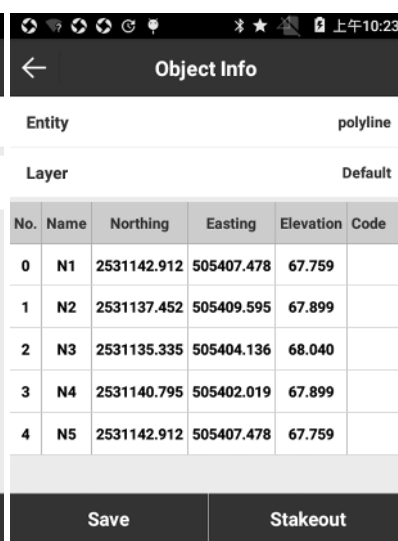 上午10:23
Object Info
Entity polyline
Layer Default
No. Name Northing Easting Elevation Code
0 N1 2531142.912 505407.478 67.759
1 N2 2531137.452 505409.595 67.899
2 N3 2531135.335 505404.136 68.040
3 N4 2531140.795 505402.019 67.899
4 N5 2531142.912 505407.478 67.759
Save Stakeout